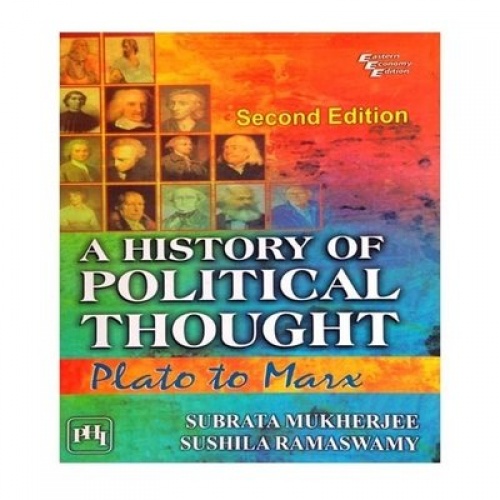 Eastern
Economy
Edition
Second Edition
A HISTORY OF
POLITICAL
THOUGHT
Plato to Marx
SUBRATA MUKHERJEE
SUSHILA RAMASWAMY
PHI